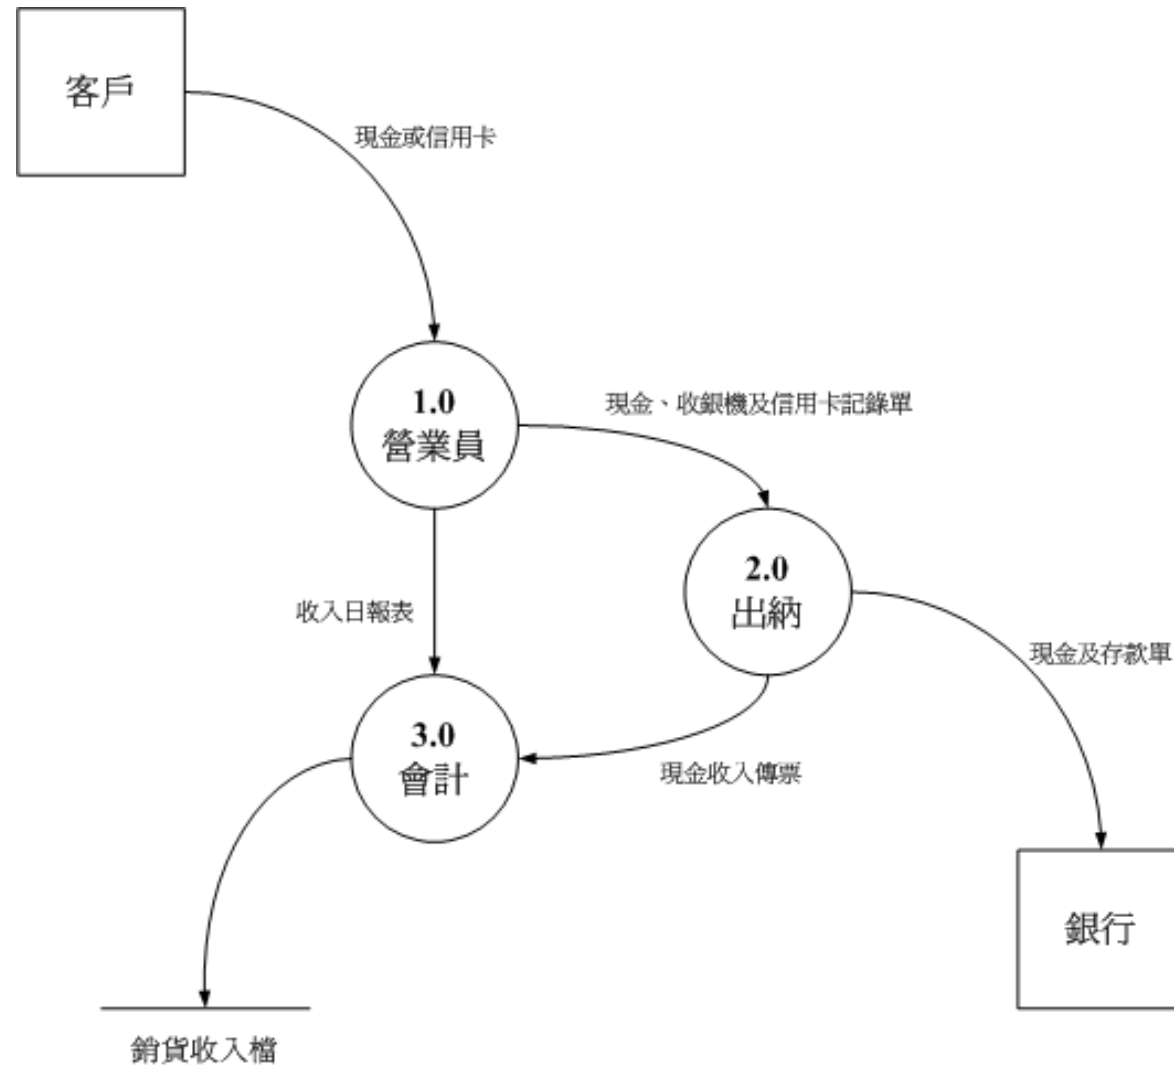 客戶
現金或信用卡
1.0
營業員
現金、收銀機及信用卡記錄單
2.0
出納
收入日報表
現金及存款單
3.0
會計
現金收入傳票
銀行
銷貨收入檔